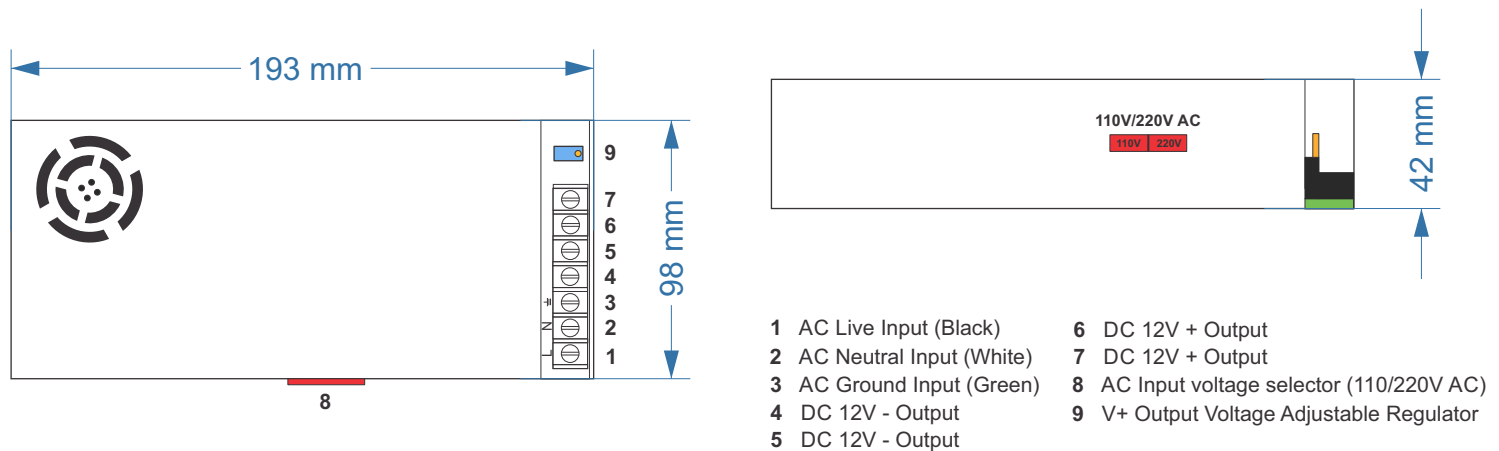 193 mm
9
7
6
5
4
3
N 2
L 1
98 mm
8
110V/220V AC
110V 220V
42 mm
1 AC Live Input (Black)
2 AC Neutral Input (White)
3 AC Ground Input (Green)
4 DC 12V - Output
5 DC 12V - Output
6 DC 12V + Output
7 DC 12V + Output
8 AC Input voltage selector (110/220V AC)
9 V+ Output Voltage Adjustable Regulator